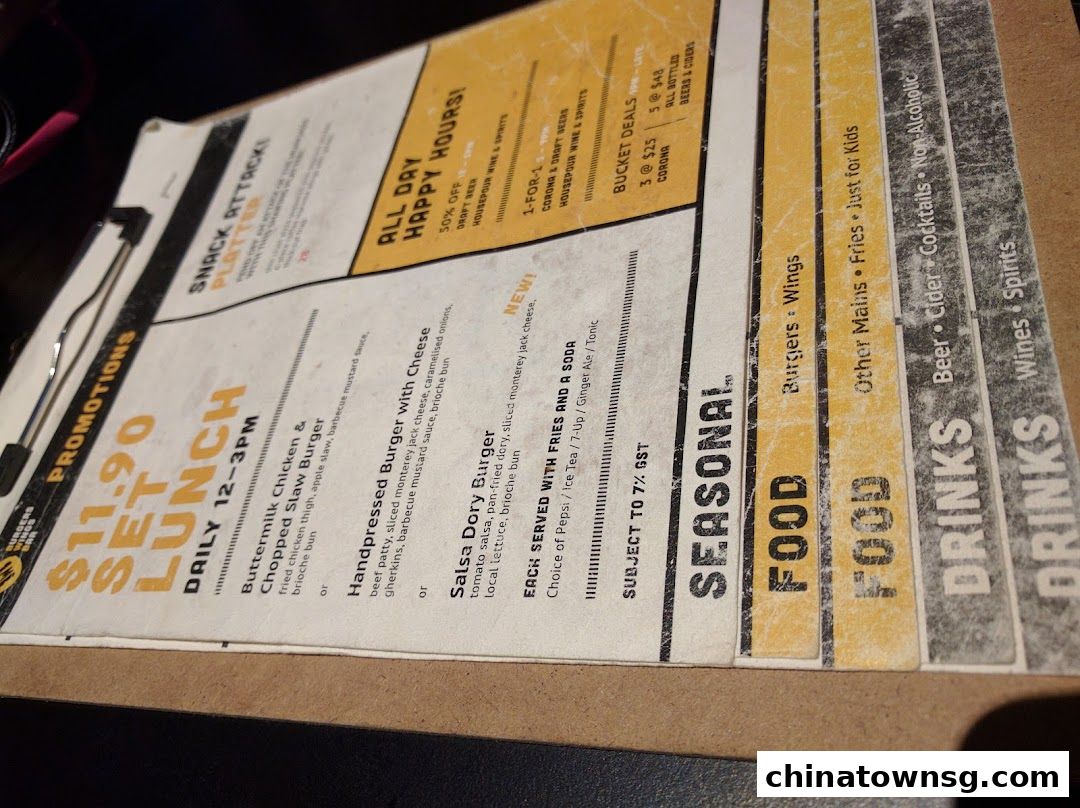 PROMOTIONS
$11.90
SET
LUNCH
DAILY 12-3PM
Buttermilk Chicken &
Chopped Slaw Burger
fried chicken thigh, apple slaw, barbecue mustard sauce,
brioche bun
or
Handpressed Burger with Cheese
beef patty, sliced monterey jack cheese, caramelised onions,
gherkins, barbecue mustard sauce, brioche bun
or
Salsa Dory Burger
NEW!
tomato salsa, pan-fried dory, sliced monterey jack cheese,
local lettuce, brioche bun
EACH SERVED WITH FRIES AND A SODA
Choice of Pepsi / Ice Tea / 7-Up / Ginger Ale / Tonic
SUBJECT TO 7% GST
SNACK ATTACK!
PLATTER
28
ALL DAY
HAPPY HOURS!
50% OFF
DRAFT BEER
HOUSEPOUR WINE & SPIRITS
1-FOR-1
CORONA & DRAFT BEERS
HOUSEPOUR WINE & SPIRITS
BUCKET DEALS
3 @ $25
CORONA
5 @ $48
ALL BOTTLED
BEERS & CIDERS
SEASONAL
FOOD Burgers • Wings
FOOD Other Mains • Fries • Just for Kids
DRINKS Beer • Cider • Cocktails • Non-Alcoholic
DRINKS Wines • Spirits
chinatownsg.com